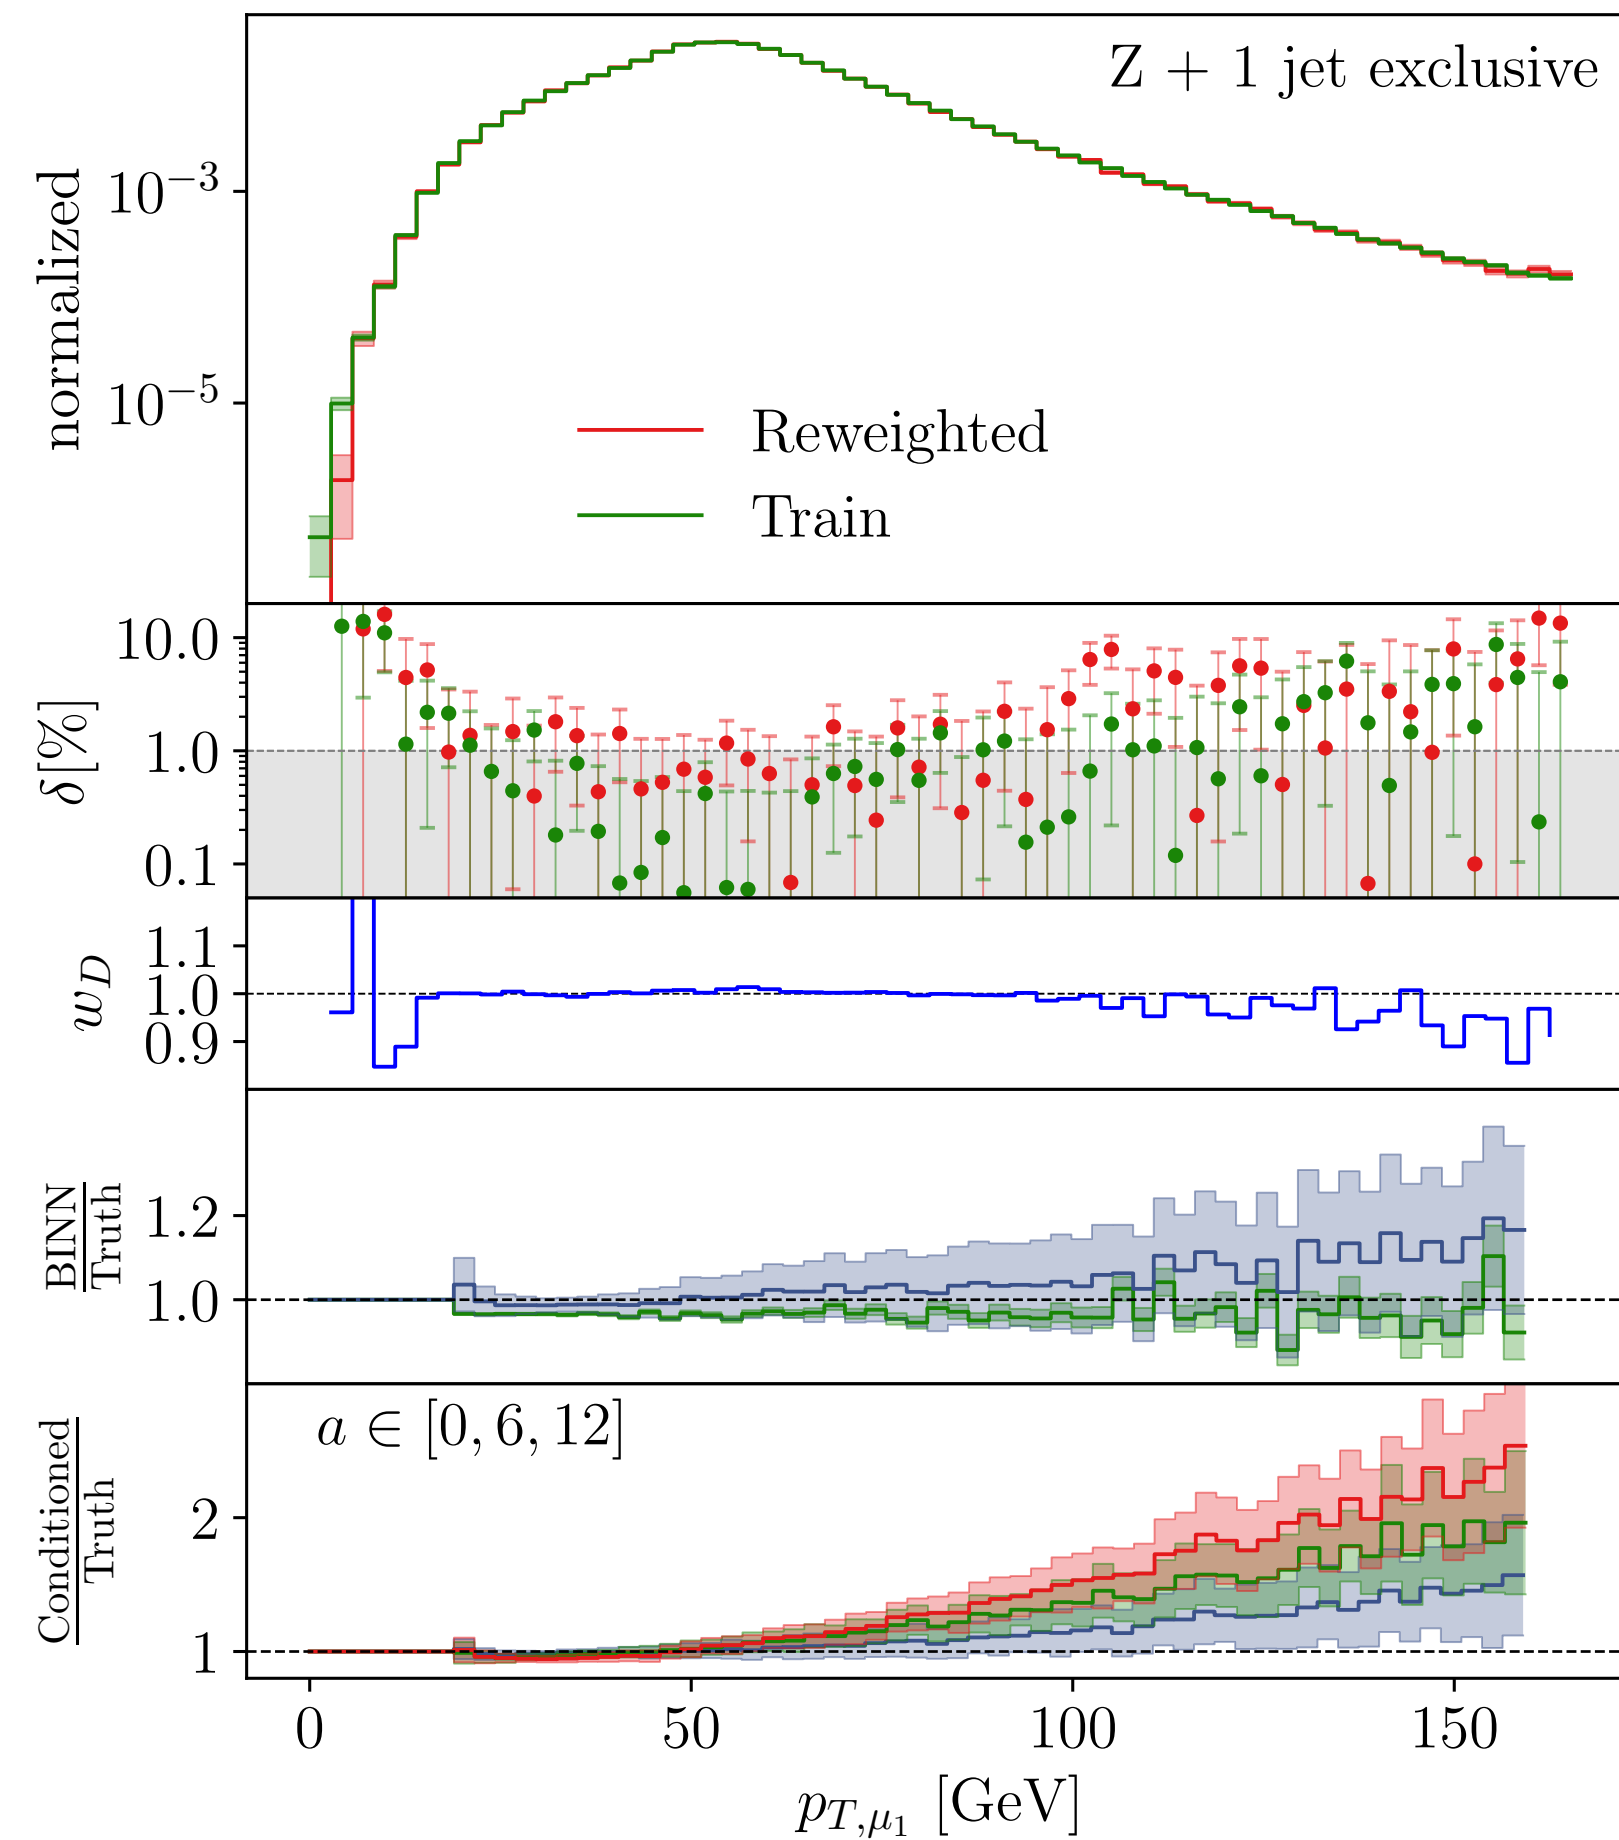 Z + 1 jet exclusive
normalized
10⁻³
10⁻⁵
Reweighted
Train
δ[%]
10.0
1.0
0.1
w_D
1.1
1.0
0.9
BINN
Truth
1.2
1.0
Conditioned
Truth
a ∈ [0, 6, 12]
2
1
0 50 100 150
p_{T,μ₁} [GeV]